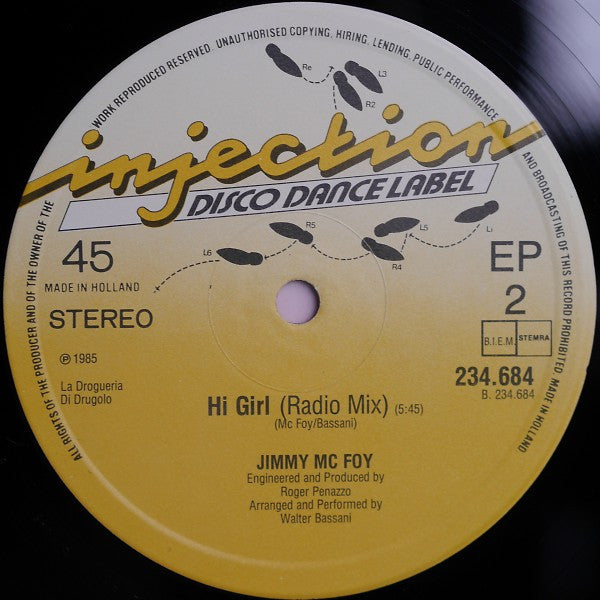 WORK REPRODUCED RESERVED. UNAUTHORISED COPYING, HIRING, LENDING, PUBLIC PERFORMANCE AND BROADCASTING OF THIS RECORD PROHIBITED. MADE IN HOLLAND.
ALL RIGHTS OF THE PRODUCER AND OF THE OWNER OF THE
Re
L3
R2
injection
DISCO DANCE LABEL
L6
R5
R4
L5
Li
45
MADE IN HOLLAND
STEREO
EP
2
B.I.E.M. STEMRA
℗ 1985
La Drogueria
Di Drugolo
234.684
B. 234.684
Hi Girl (Radio Mix) (5:45)
(Mc Foy/Bassani)
JIMMY MC FOY
Engineered and Produced by
Roger Penazzo
Arranged and Performed by
Walter Bassani